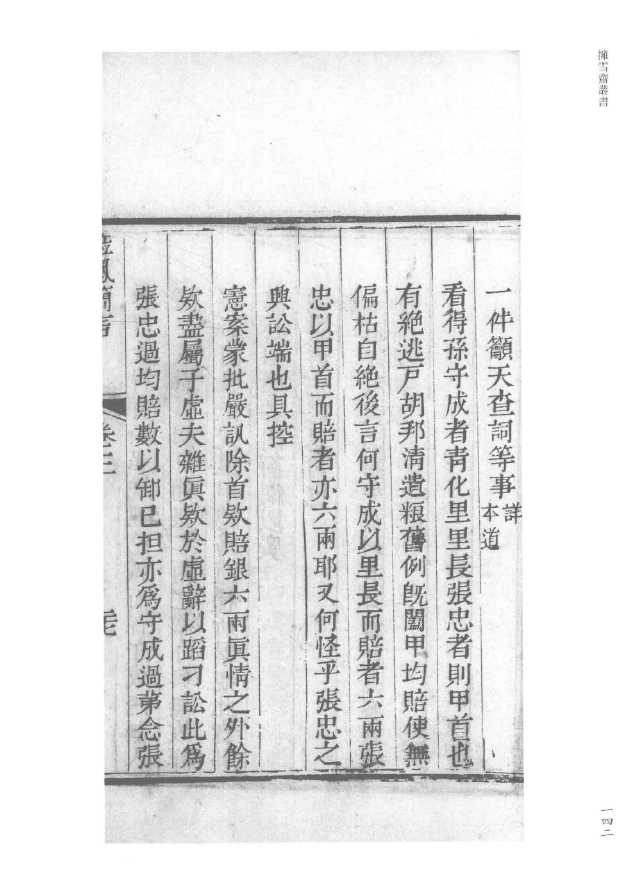 擁雪齋叢書
一件籲天查詞等事詳本道
看得孫守成者青化里里長張忠者則甲首也
有絕逃戶胡邦清遺糧舊例既闔甲均賠使無
偏枯自絕後言何守成以里長而賠者六兩張
忠以甲首而賠者亦六兩耶又何怪乎張忠之
興訟端也具控
憲案蒙批嚴訊除首欵賠銀六兩眞情之外餘
欵盡屬子虛夫雜眞欵於虛辭以蹈刁訟此爲
張忠過均賠數以卸已担亦爲守成過第念張
卷三
一四二